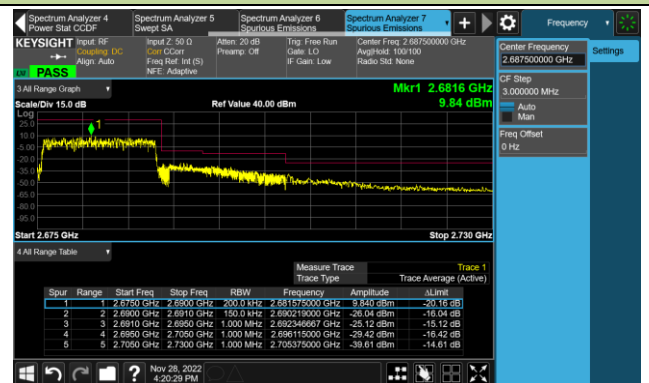 Spectrum Analyzer 4
Power Stat CCDF
Spectrum Analyzer 5
Swept SA
Spectrum Analyzer 6
Spurious Emissions
Spectrum Analyzer 7
Spurious Emissions
Frequency
KEYSIGHT
Input: RF
Coupling: DC
Align: Auto
Input Z: 50 Ω
Corr CCorr
Freq Ref: Int (S)
NFE: Adaptive
Atten: 20 dB
Preamp: Off
Trig: Free Run
Gate: LO
IF Gain: Low
Center Freq: 2.687500000 GHz
Avg|Hold: 100/100
Radio Std: None
PASS
Center Frequency
2.687500000 GHz
Settings
CF Step
3.000000 MHz
Auto
Man
Freq Offset
0 Hz
3 All Range Graph
Mkr1 2.6816 GHz
9.84 dBm
Scale/Div 15.0 dB
Ref Value 40.00 dBm
Log
25.0
10.0
-5.00
-20.0
-35.0
-50.0
-65.0
-80.0
-95.0
1
Start 2.675 GHz
Stop 2.730 GHz
4 All Range Table
Measure Trace Trace 1
Trace Type Trace Average (Active)
Spur Range Start Freq Stop Freq RBW Frequency Amplitude ΔLimit
1 1 2.6750 GHz 2.6900 GHz 200.0 kHz 2.681575000 GHz 9.840 dBm -20.16 dB
2 2 2.6900 GHz 2.6910 GHz 150.0 kHz 2.690219000 GHz -26.04 dBm -16.04 dB
3 3 2.6910 GHz 2.6950 GHz 1.000 MHz 2.692346667 GHz -25.12 dBm -15.12 dB
4 4 2.6950 GHz 2.7050 GHz 1.000 MHz 2.696115000 GHz -29.42 dBm -16.42 dB
5 5 2.7050 GHz 2.7300 GHz 1.000 MHz 2.705375000 GHz -39.61 dBm -14.61 dB
Nov 28, 2022
4:20:29 PM